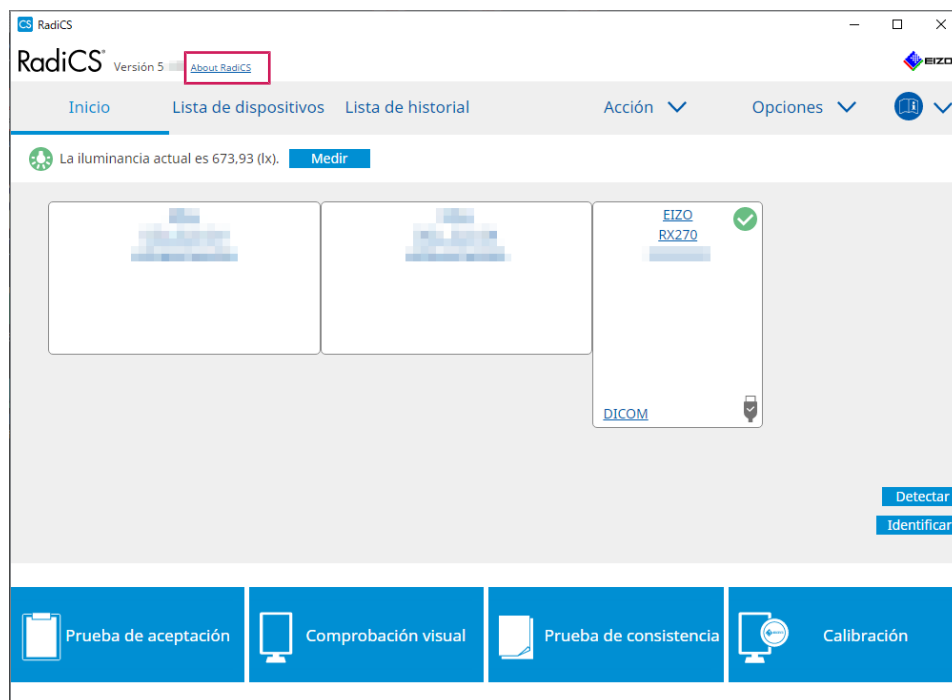 CS RadiCS
RadiCS Versión 5 About RadiCS
EIZO
Inicio Lista de dispositivos Lista de historial Acción Opciones
La iluminancia actual es 673,93 (lx). Medir
EIZO
RX270
DICOM
Detectar
Identificar
Prueba de aceptación Comprobación visual Prueba de consistencia Calibración